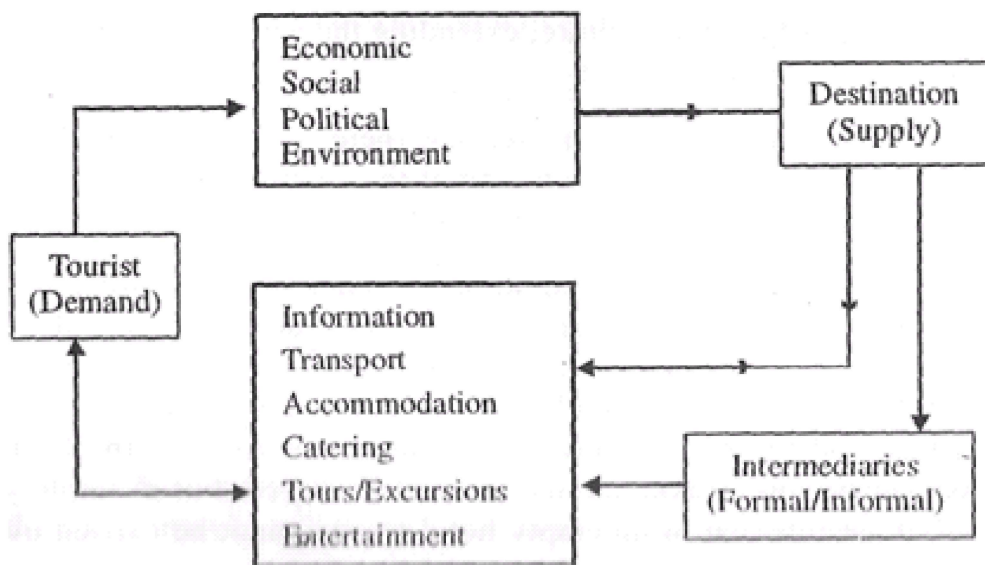 Economic
Social
Political
Environment
Destination
(Supply)
Tourist
(Demand)
Information
Transport
Accommodation
Catering
Tours/Excursions
Entertainment
Intermediaries
(Formal/Informal)